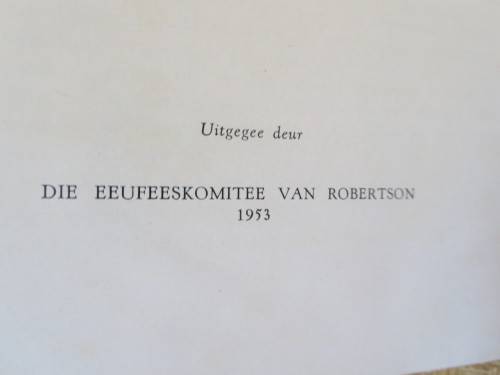 Uitgegee deur
DIE EEUFEESKOMITEE VAN ROBERTSON
1953